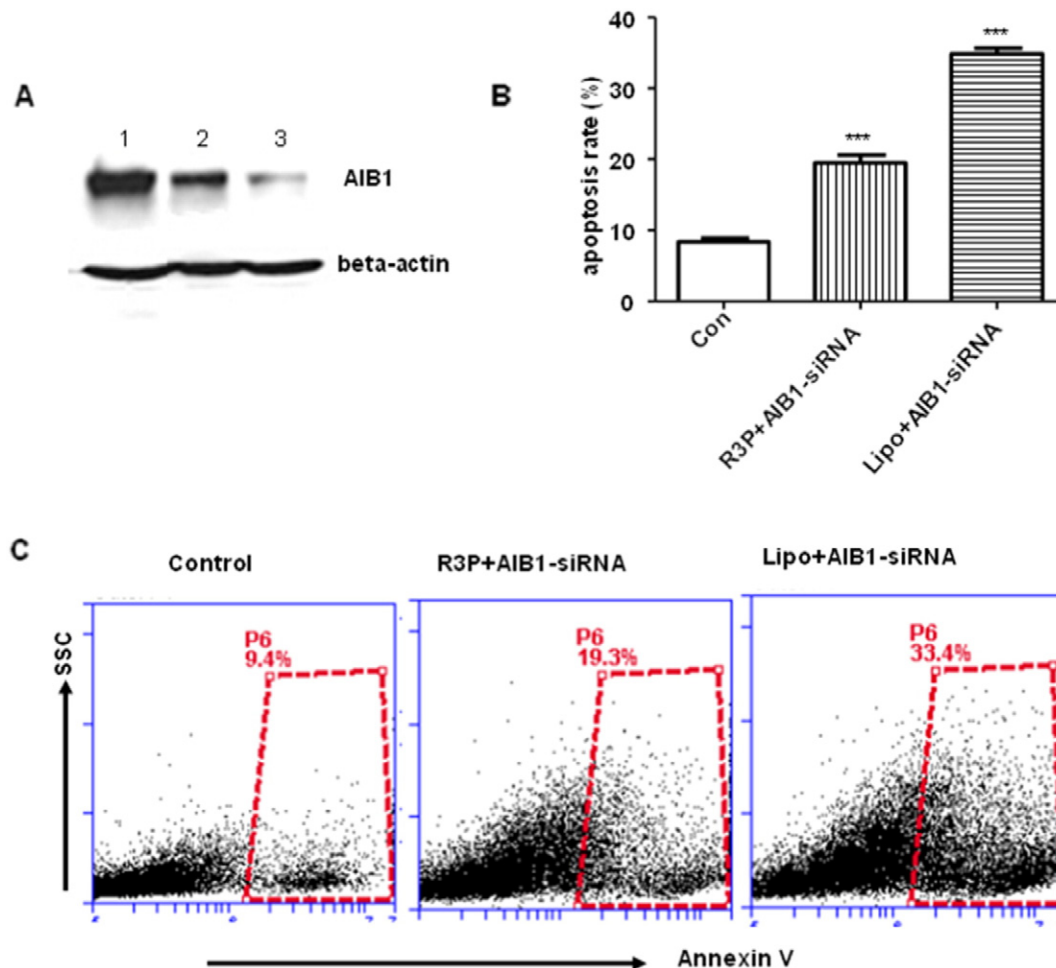 A
1 2 3
AIB1
beta-actin
B
apoptosis rate (%)
40
30
20
10
0
***
***
Con
R3P+AIB1-siRNA
Lipo+AIB1-siRNA
C
Control
R3P+AIB1-siRNA
Lipo+AIB1-siRNA
SSC
P6
9.4%
P6
19.3%
P6
33.4%
Annexin V